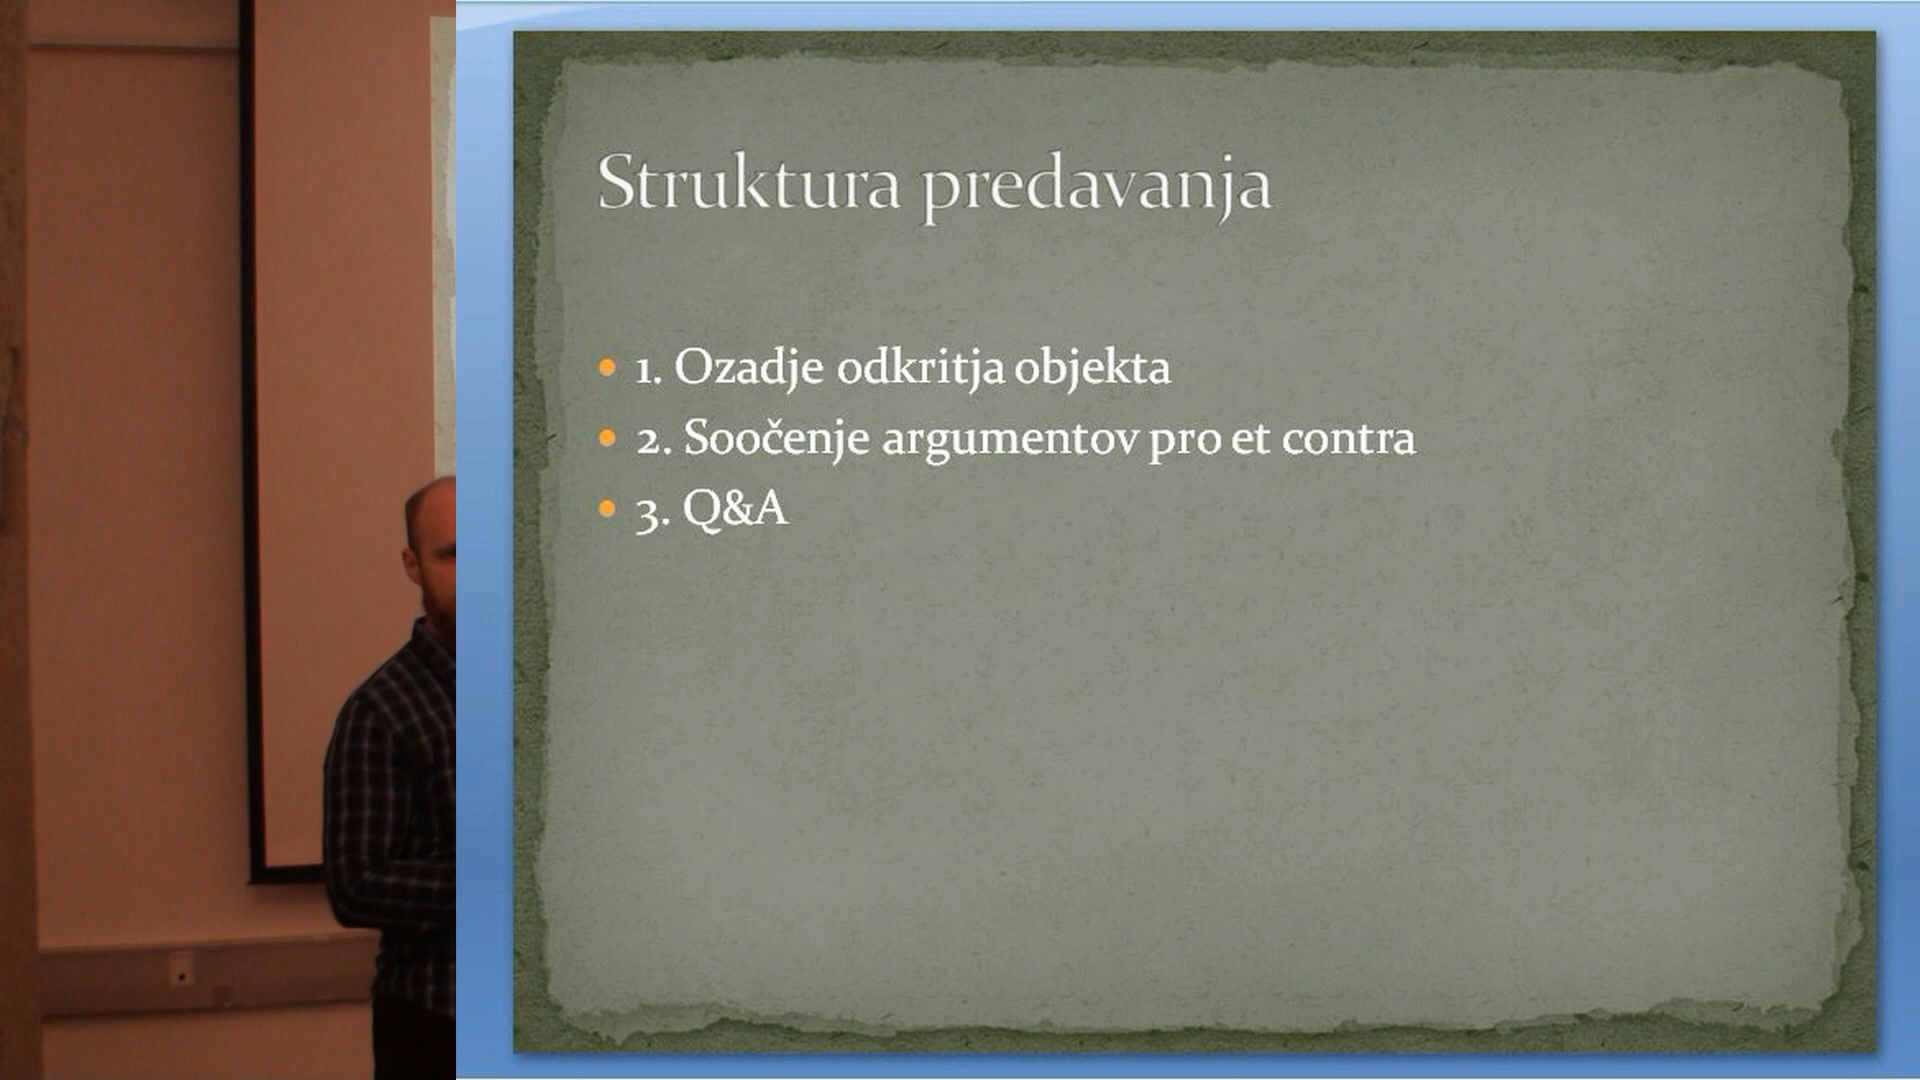 Struktura predavanja
• 1. Ozadje odkritja objekta
• 2. Soočenje argumentov pro et contra
• 3. Q&A